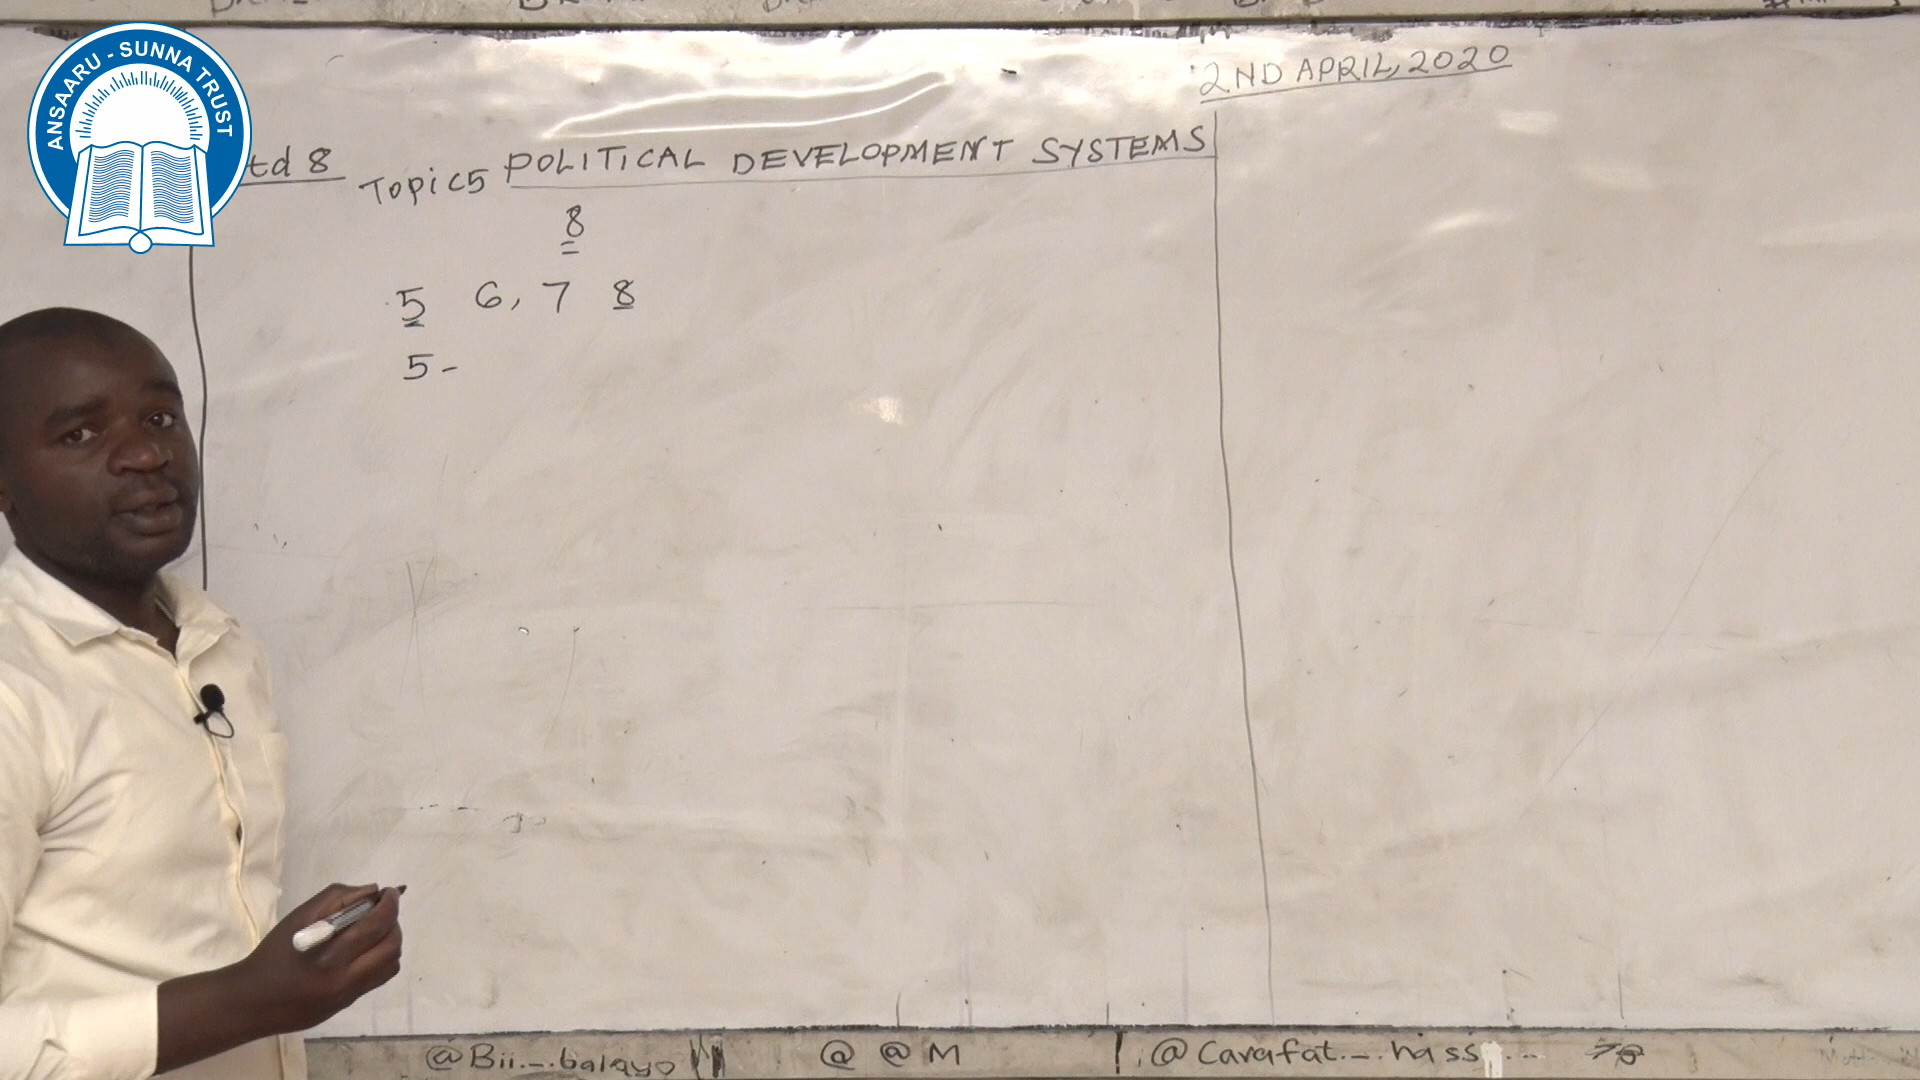 ANSAARU - SUNNA TRUST
2ND APRIL, 2020
td 8
Topic5 POLITICAL DEVELOPMENT SYSTEMS
8
5 6, 7 8
5 -
@Bii._.balayo
@ @ M
@Carafat._.hass